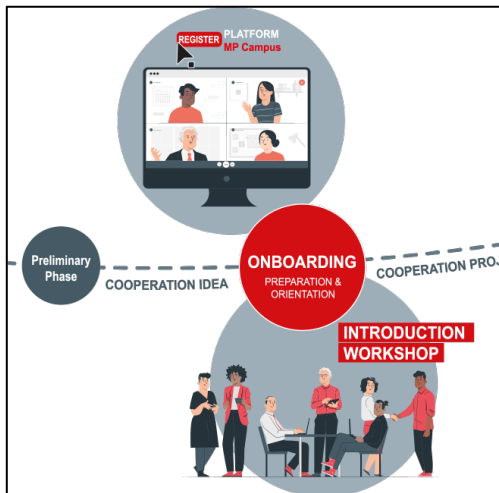 REGISTER PLATFORM
MP Campus
Preliminary
Phase
COOPERATION IDEA
ONBOARDING
PREPARATION &
ORIENTATION
COOPERATION PROJ
INTRODUCTION
WORKSHOP